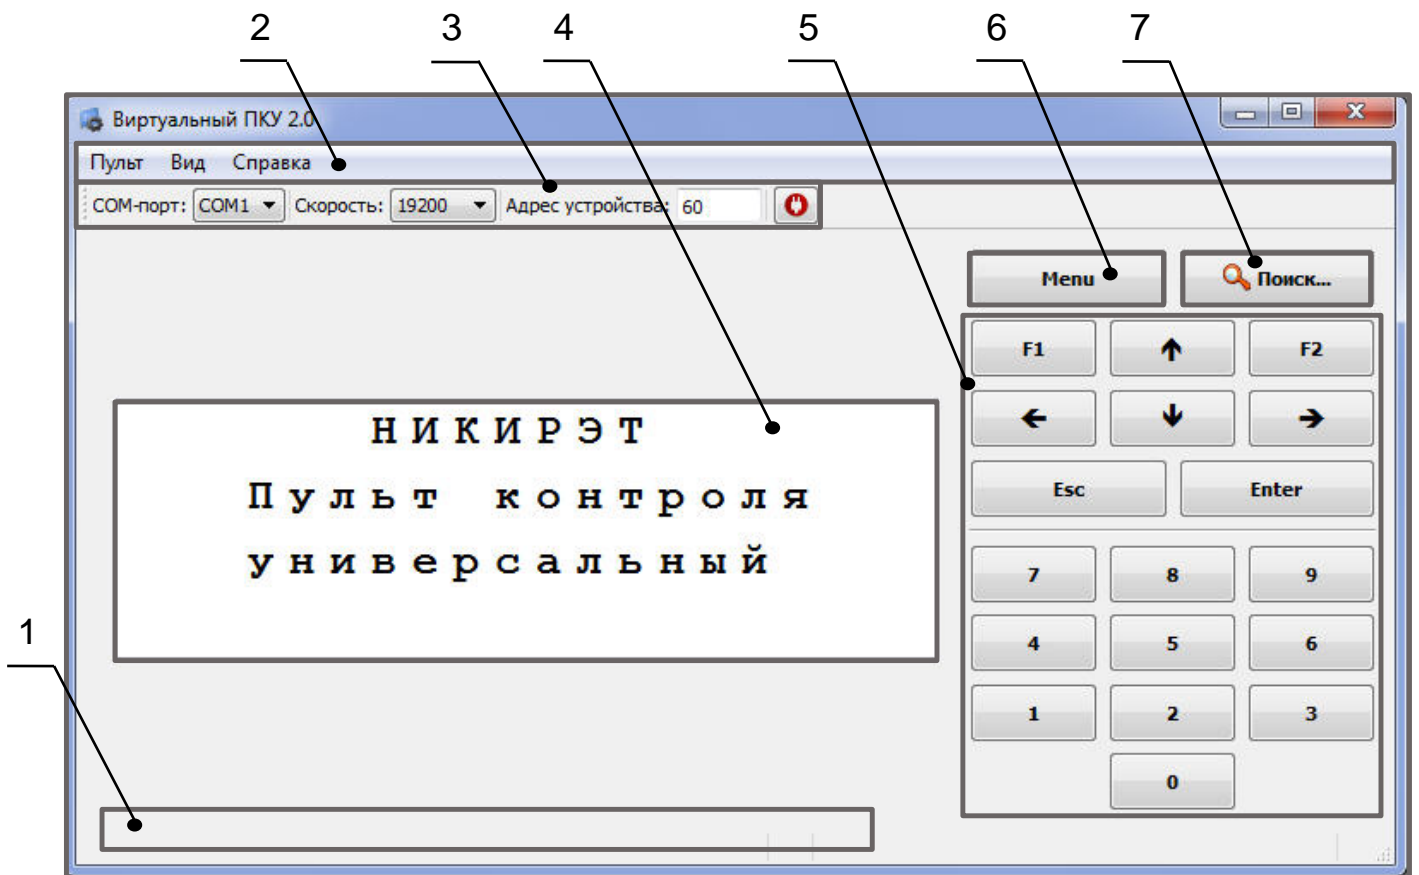 2 3 4 5 6 7
Виртуальный ПКУ 2.0
Пульт Вид Справка
COM-порт: COM1 Скорость: 19200 Адрес устройства: 60
Menu Поиск...
F1 F2
Esc Enter
НИКИРЭТ
Пульт контроля
универсальный
7 8 9
4 5 6
1 2 3
0
1